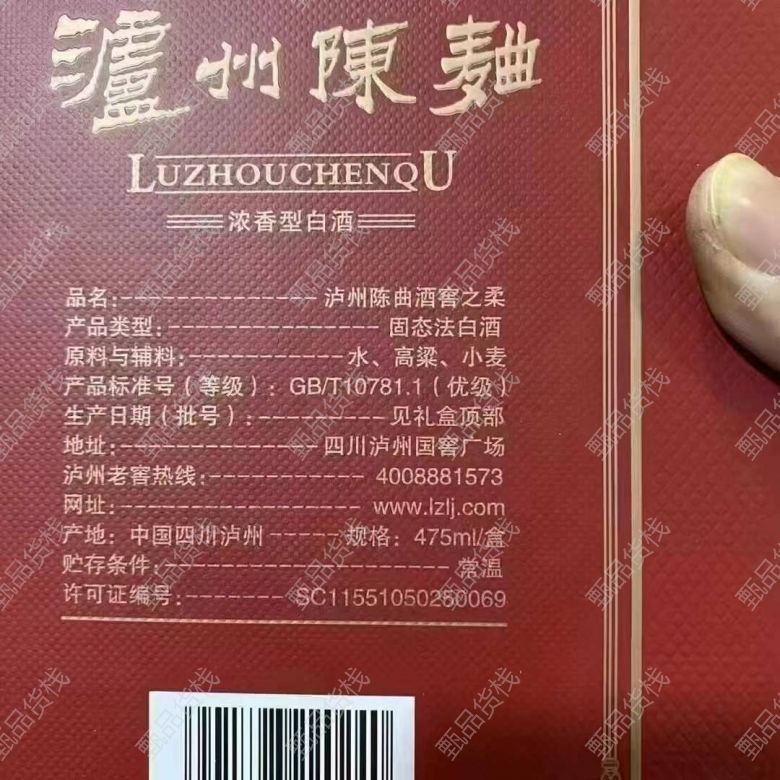 瀘州陳麯
LUZHOUCHENQU
浓香型白酒
品名:--------------泸州陈曲酒窖之柔
产品类型:----------------固态法白酒
原料与辅料:-----------水、高粱、小麦
产品标准号（等级）: GB/T10781.1（优级）
生产日期（批号）:---------见礼盒顶部
地址:--------------四川泸州国窖广场
泸州老窖热线:-------------4008881573
网址:------------------www.lzlj.com
产地: 中国四川泸州------规格: 475ml/盒
贮存条件:---------------------常温
许可证编号:-------SC11551050250069
甄品货栈